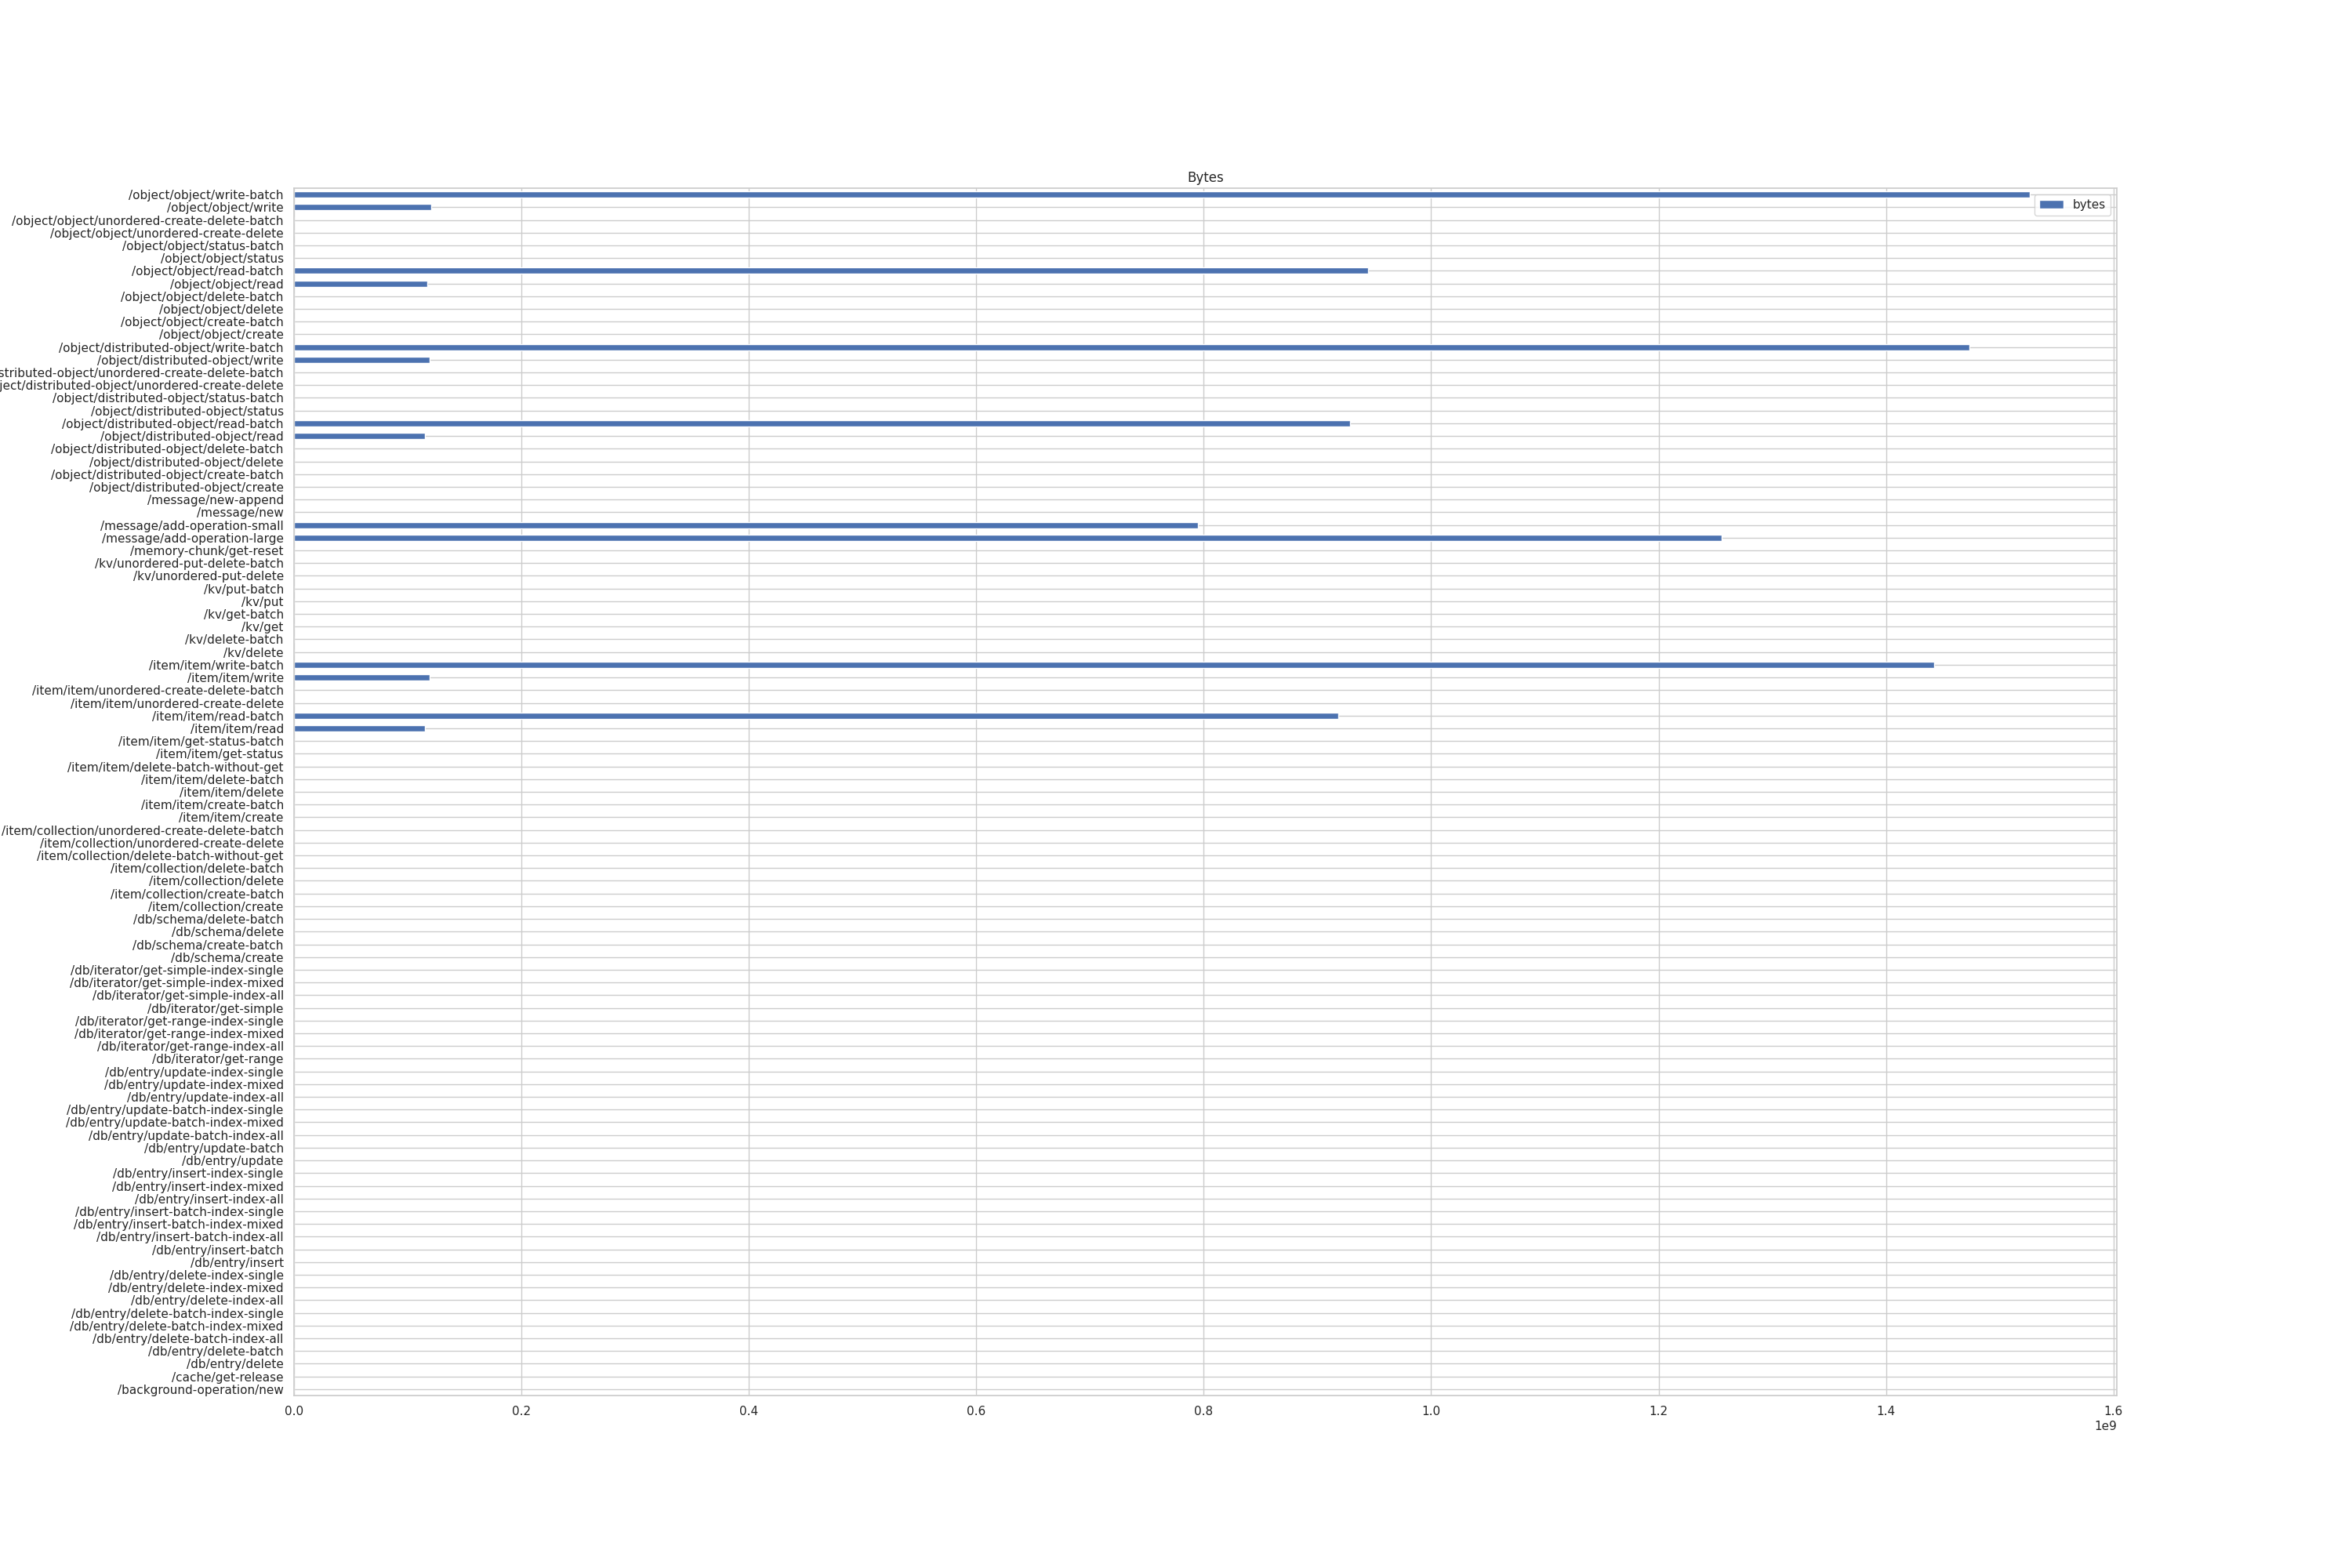 Bytes
/object/object/write-batch
bytes
/object/object/write
/object/object/unordered-create-delete-batch
/object/object/unordered-create-delete
/object/object/status-batch
/object/object/status
/object/object/read-batch
/object/object/read
/object/object/delete-batch
/object/object/delete
/object/object/create-batch
/object/object/create
/object/distributed-object/write-batch
/object/distributed-object/write
stributed-object/unordered-create-delete-batch
ject/distributed-object/unordered-create-delete
/object/distributed-object/status-batch
/object/distributed-object/status
/object/distributed-object/read-batch
/object/distributed-object/read
/object/distributed-object/delete-batch
/object/distributed-object/delete
/object/distributed-object/create-batch
/object/distributed-object/create
/message/new-append
/message/new
/message/add-operation-small
/message/add-operation-large
/memory-chunk/get-reset
/kv/unordered-put-delete-batch
/kv/unordered-put-delete
/kv/put-batch
/kv/put
/kv/get-batch
/kv/get
/kv/delete-batch
/kv/delete
/item/item/write-batch
/item/item/write
/item/item/unordered-create-delete-batch
/item/item/unordered-create-delete
/item/item/read-batch
/item/item/read
/item/item/get-status-batch
/item/item/get-status
/item/item/delete-batch-without-get
/item/item/delete-batch
/item/item/delete
/item/item/create-batch
/item/item/create
/item/collection/unordered-create-delete-batch
/item/collection/unordered-create-delete
/item/collection/delete-batch-without-get
/item/collection/delete-batch
/item/collection/delete
/item/collection/create-batch
/item/collection/create
/db/schema/delete-batch
/db/schema/delete
/db/schema/create-batch
/db/schema/create
/db/iterator/get-simple-index-single
/db/iterator/get-simple-index-mixed
/db/iterator/get-simple-index-all
/db/iterator/get-simple
/db/iterator/get-range-index-single
/db/iterator/get-range-index-mixed
/db/iterator/get-range-index-all
/db/iterator/get-range
/db/entry/update-index-single
/db/entry/update-index-mixed
/db/entry/update-index-all
/db/entry/update-batch-index-single
/db/entry/update-batch-index-mixed
/db/entry/update-batch-index-all
/db/entry/update-batch
/db/entry/update
/db/entry/insert-index-single
/db/entry/insert-index-mixed
/db/entry/insert-index-all
/db/entry/insert-batch-index-single
/db/entry/insert-batch-index-mixed
/db/entry/insert-batch-index-all
/db/entry/insert-batch
/db/entry/insert
/db/entry/delete-index-single
/db/entry/delete-index-mixed
/db/entry/delete-index-all
/db/entry/delete-batch-index-single
/db/entry/delete-batch-index-mixed
/db/entry/delete-batch-index-all
/db/entry/delete-batch
/db/entry/delete
/cache/get-release
/background-operation/new
0.0 0.2 0.4 0.6 0.8 1.0 1.2 1.4 1.6
1e9